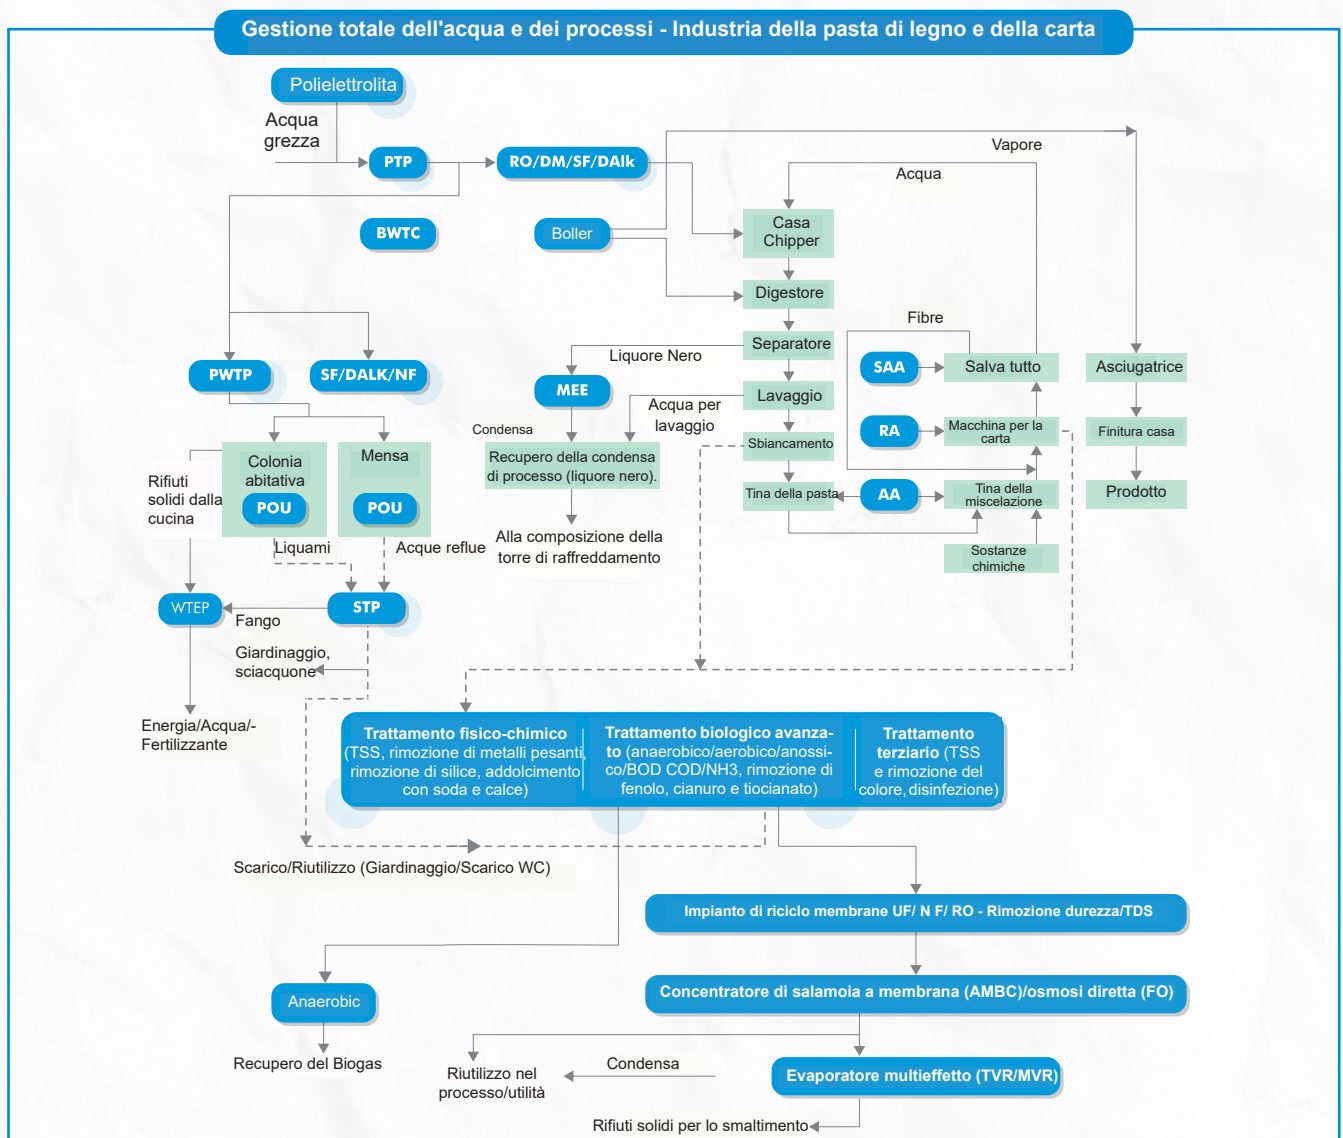 Gestione totale dell'acqua e dei processi - Industria della pasta di legno e della carta
Polielettrolita
Acqua
grezza
PTP
RO/DM/SF/DAlk
Vapore
Acqua
BWTC
Boller
Casa
Chipper
Digestore
Fibre
Separatore
Liquore Nero
SAA
Salva tutto
Asciugatrice
PWTP
SF/DALK/NF
MEE
Lavaggio
Acqua per
lavaggio
Condensa
RA
Macchina per la
carta
Finitura casa
Sbiancamento
Colonia
abitativa
POU
Mensa
POU
Recupero della condensa
di processo (liquore nero).
Rifiuti
solidi dalla
cucina
Tina della pasta
AA
Tina della
miscelazione
Prodotto
Liquami
Acque reflue
Alla composizione della
torre di raffreddamento
Sostanze
chimiche
WTEP
STP
Fango
Giardinaggio,
sciacquone
Energia/Acqua/-
Fertilizzante
Trattamento fisico-chimico
(TSS, rimozione di metalli pesanti,
rimozione di silice, addolcimento
con soda e calce)
Trattamento biologico avanza-
to (anaerobico/aerobico/anossi-
co/BOD COD/NH3, rimozione di
fenolo, cianuro e tiocianato)
Trattamento
terziario (TSS
e rimozione del
colore, disinfezione)
Scarico/Riutilizzo (Giardinaggio/Scarico WC)
Impianto di riciclo membrane UF/ N F/ RO - Rimozione durezza/TDS
Concentratore di salamoia a membrana (AMBC)/osmosi diretta (FO)
Anaerobic
Recupero del Biogas
Riutilizzo nel
processo/utilità
Condensa
Evaporatore multieffetto (TVR/MVR)
Rifiuti solidi per lo smaltimento